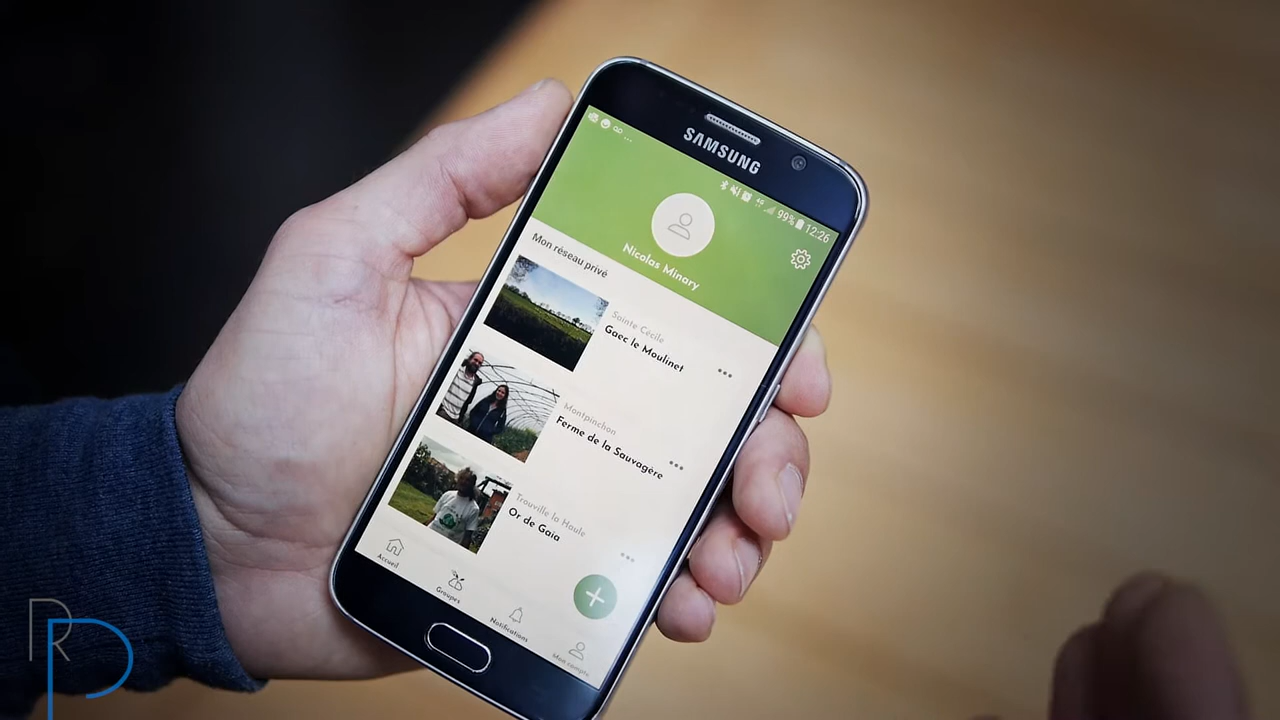 SAMSUNG
99% 12:26
Nicolas Minary
Mon réseau privé
Sainte Cécile
Gaec le Moulinet
Montpinchon
Ferme de la Sauvagère
Trouville la Haule
Or de Gaïa
Accueil
Groupes
Notifications
Mon compte
RP